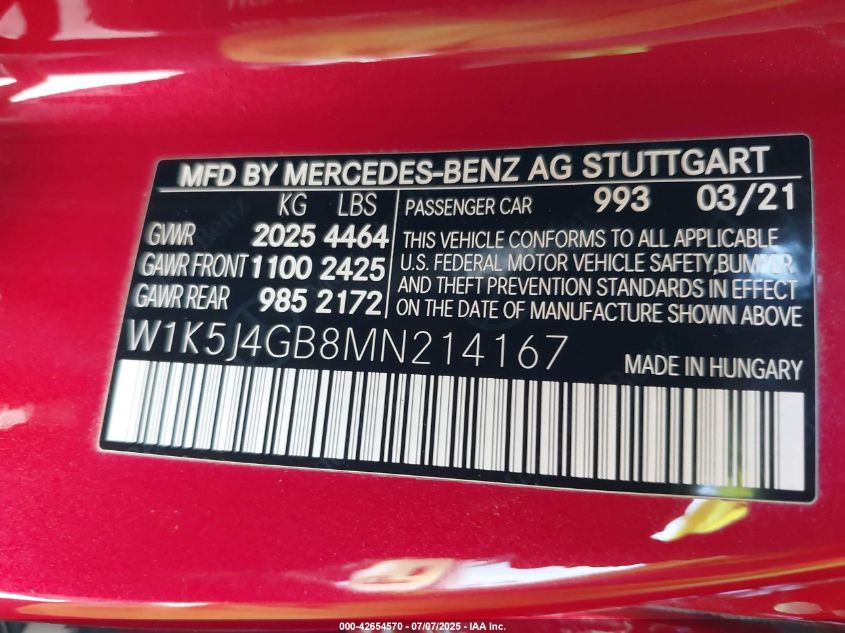 MFD BY MERCEDES-BENZ AG STUTTGART
KG LBS
GVWR 2025 4464
GAWR FRONT 1100 2425
GAWR REAR 985 2172
PASSENGER CAR 993 03/21
THIS VEHICLE CONFORMS TO ALL APPLICABLE
U.S. FEDERAL MOTOR VEHICLE SAFETY, BUMPER
AND THEFT PREVENTION STANDARDS IN EFFECT
ON THE DATE OF MANUFACTURE SHOWN ABOVE.
W1K5J4GB8MN214167
MADE IN HUNGARY
000-42654570 - 07/07/2025 - IAA Inc.